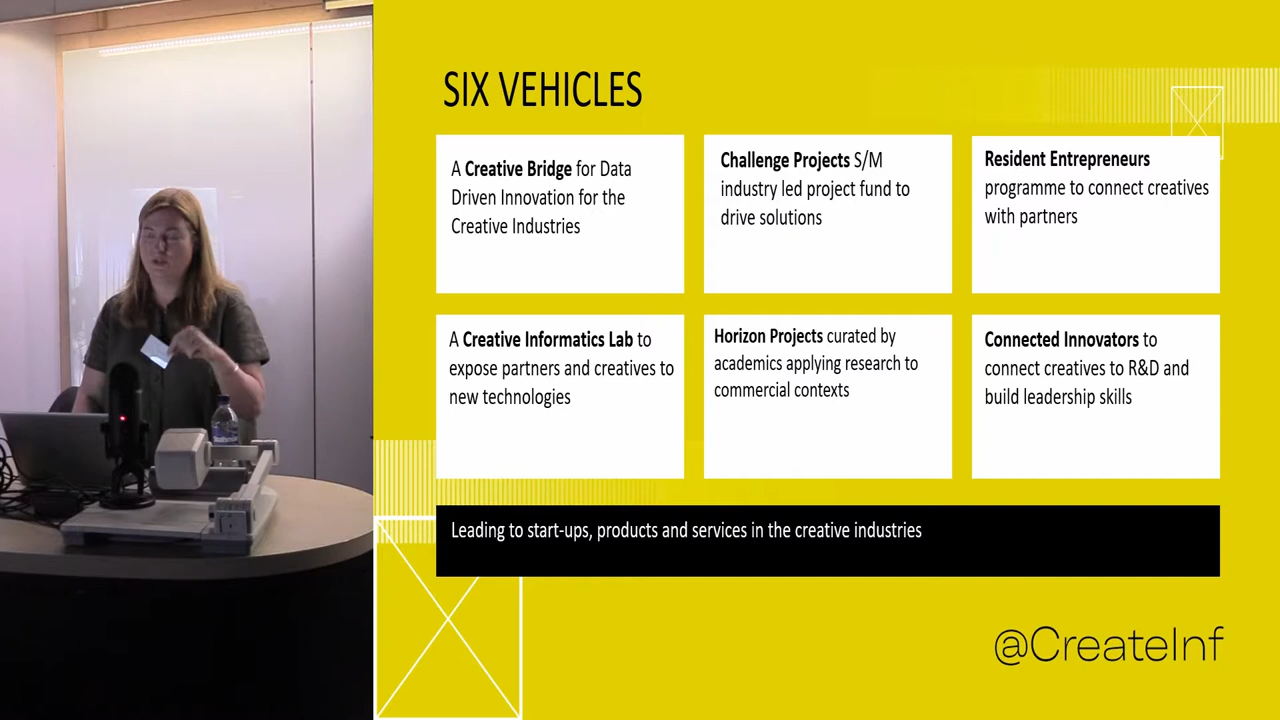 SIX VEHICLES
A Creative Bridge for Data
Driven Innovation for the
Creative Industries
Challenge Projects S/M
industry led project fund to
drive solutions
Resident Entrepreneurs
programme to connect creatives
with partners
A Creative Informatics Lab to
expose partners and creatives to
new technologies
Horizon Projects curated by
academics applying research to
commercial contexts
Connected Innovators to
connect creatives to R&D and
build leadership skills
Leading to start-ups, products and services in the creative industries
@CreateInf